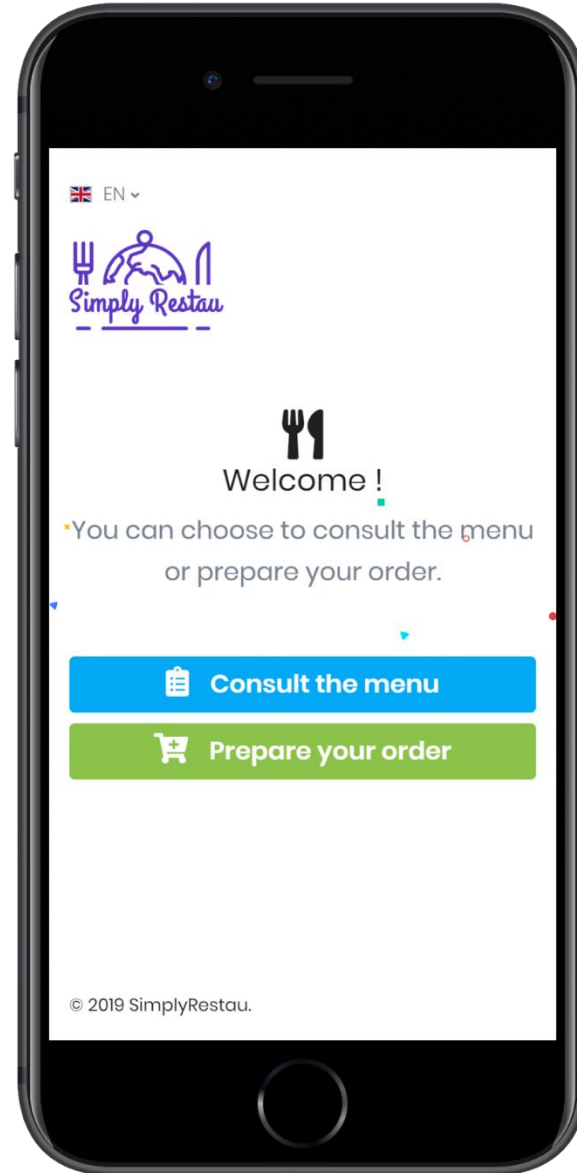 EN
Simply Restau
Welcome !
You can choose to consult the menu
or prepare your order.
Consult the menu
Prepare your order
© 2019 SimplyRestau.